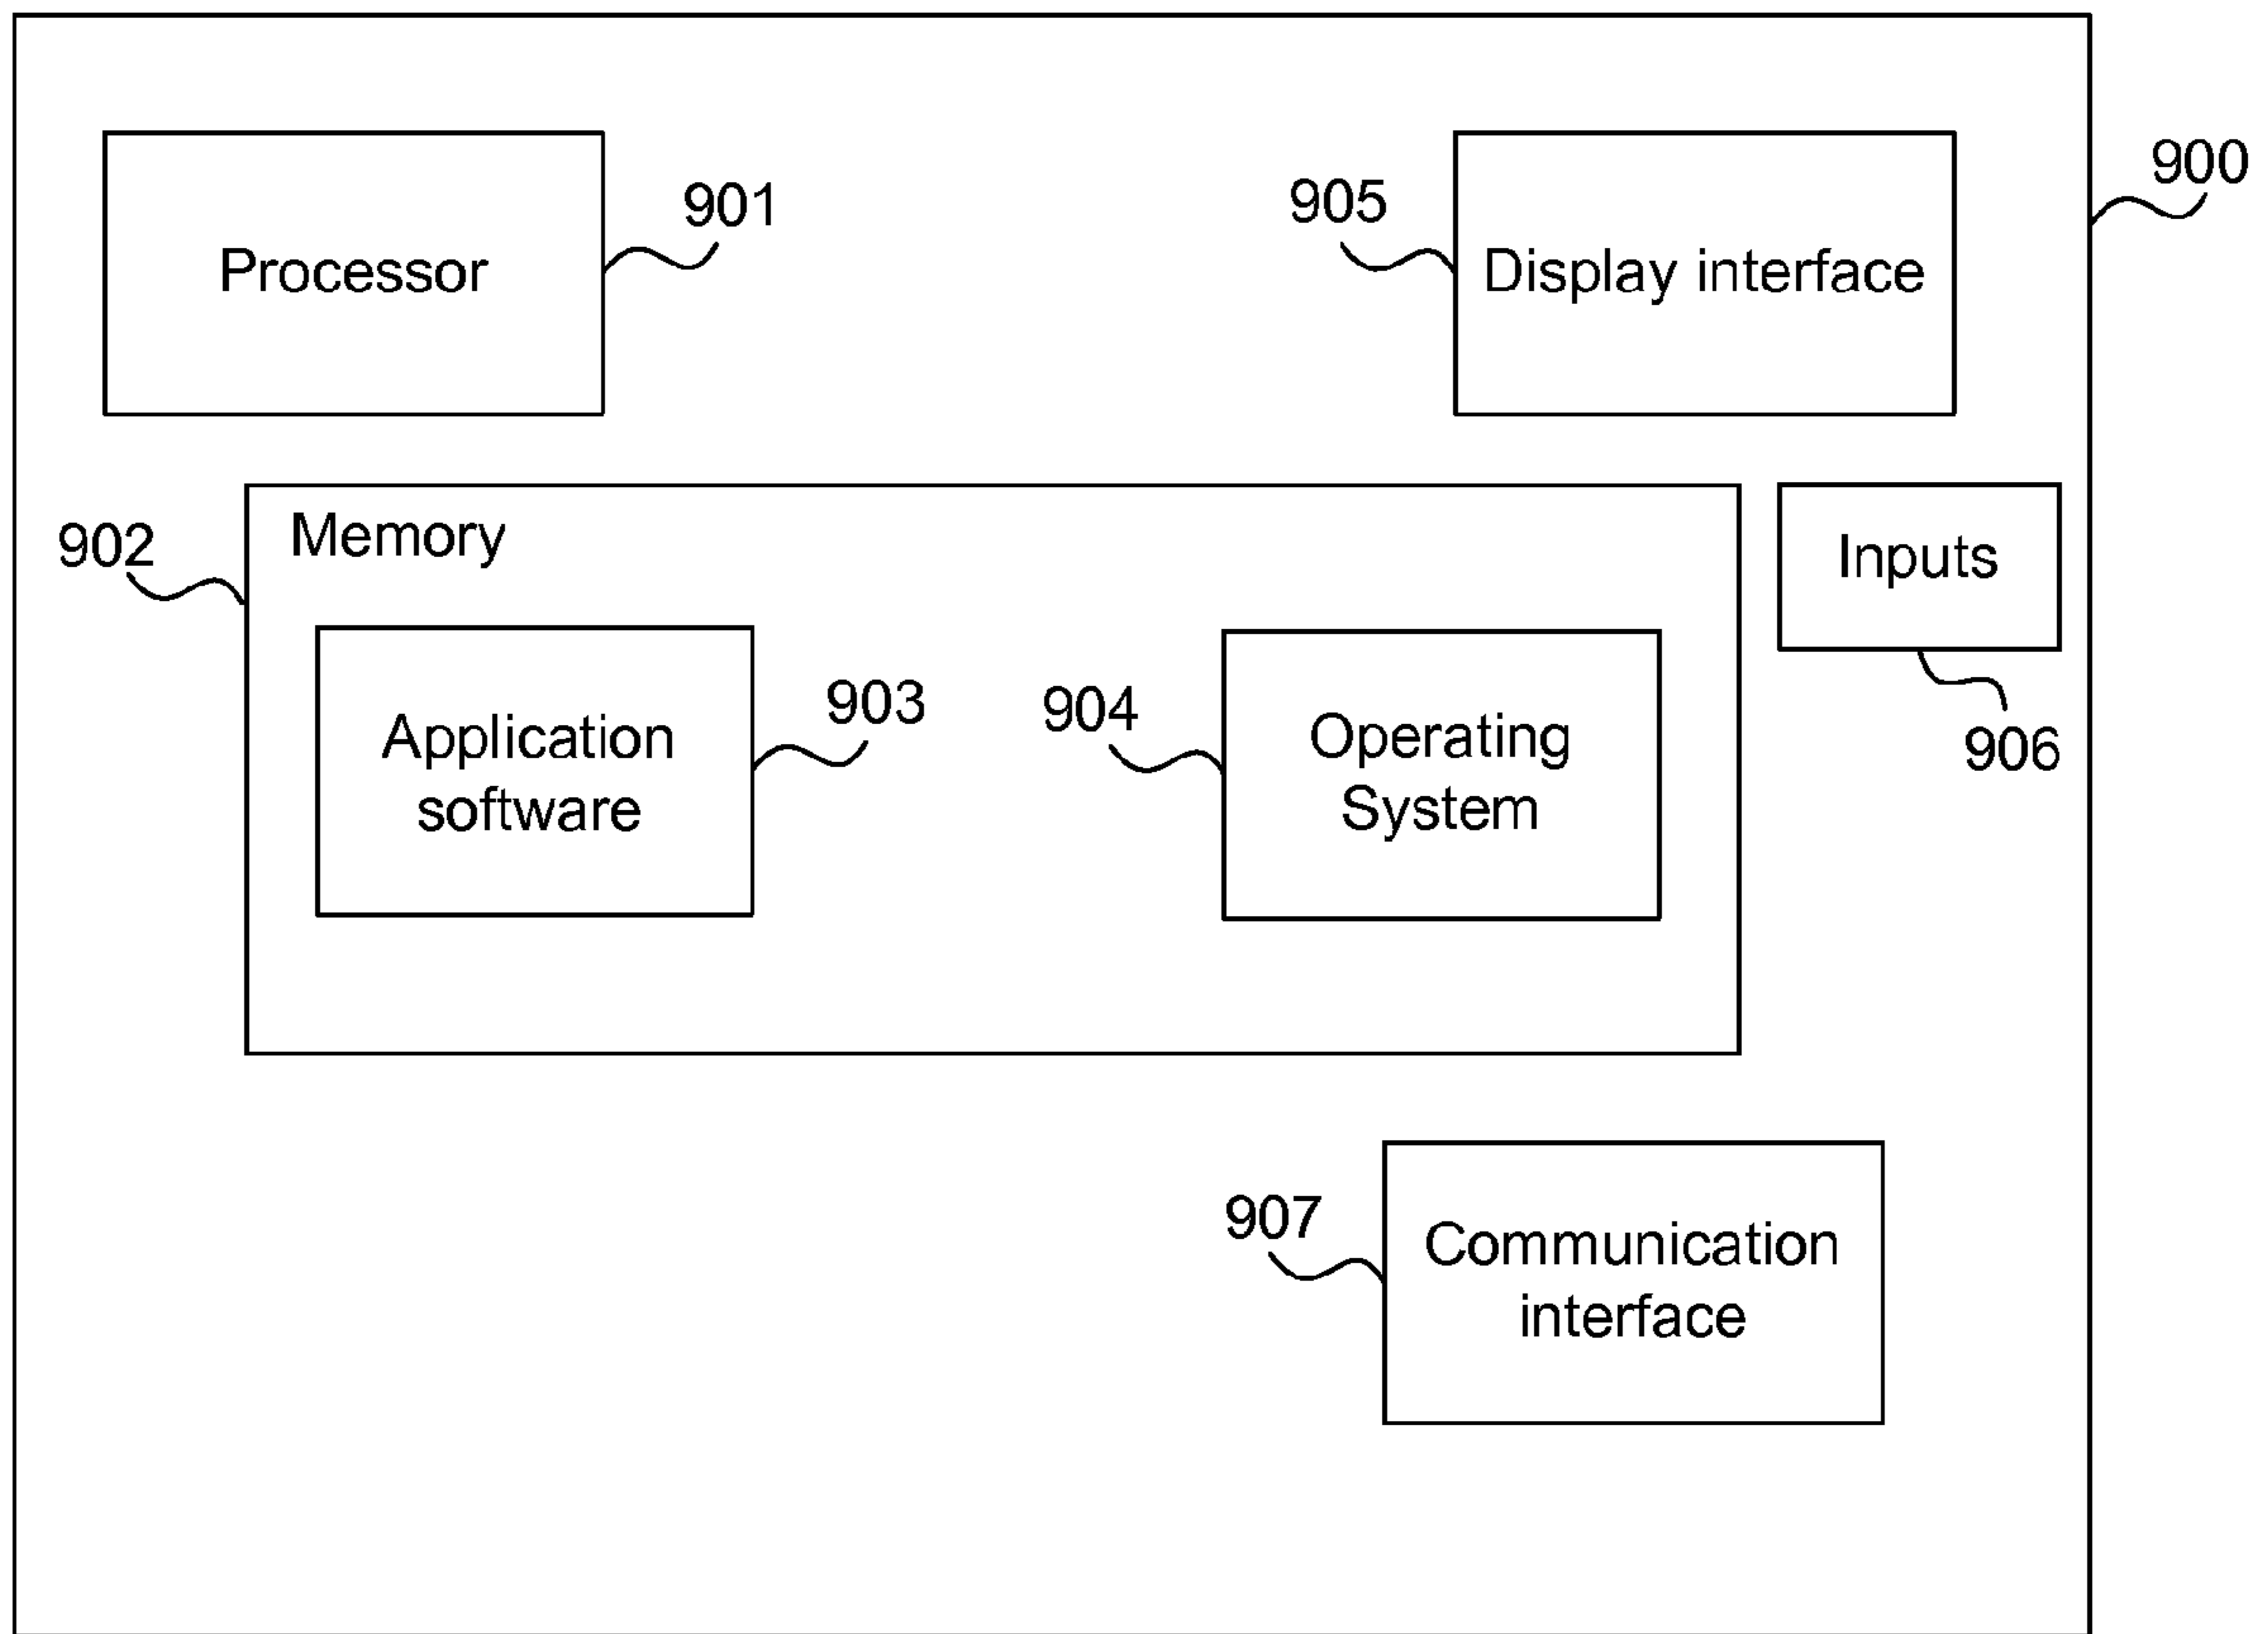 900
Processor
901
905
Display interface
902
Memory
Inputs
906
Application
software
903
904
Operating
System
907
Communication
interface